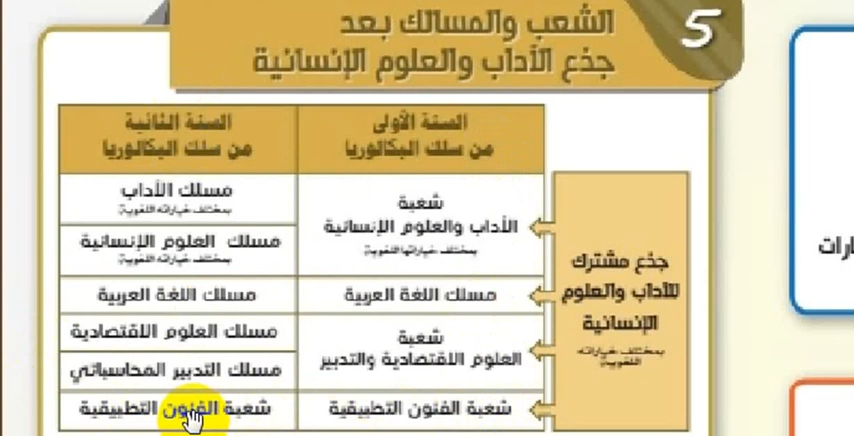 5
الشعب والمسالك بعد
جذع الآداب والعلوم الإنسانية
السنة الأولى
من سلك البكالوريا
السنة الثانية
من سلك البكالوريا
جذع مشترك
للآداب والعلوم
الإنسانية
بمختلف خياراته
اللغوية
شعبة
الآداب والعلوم الإنسانية
بمختلف خياراتها اللغوية
مسلك الآداب
بمختلف خياراته اللغوية
مسلك العلوم الإنسانية
بمختلف خياراته اللغوية
مسلك اللغة العربية
مسلك اللغة العربية
شعبة
العلوم الاقتصادية والتدبير
مسلك العلوم الاقتصادية
مسلك التدبير المحاسباتي
شعبة الفنون التطبيقية
شعبة الفنون التطبيقية